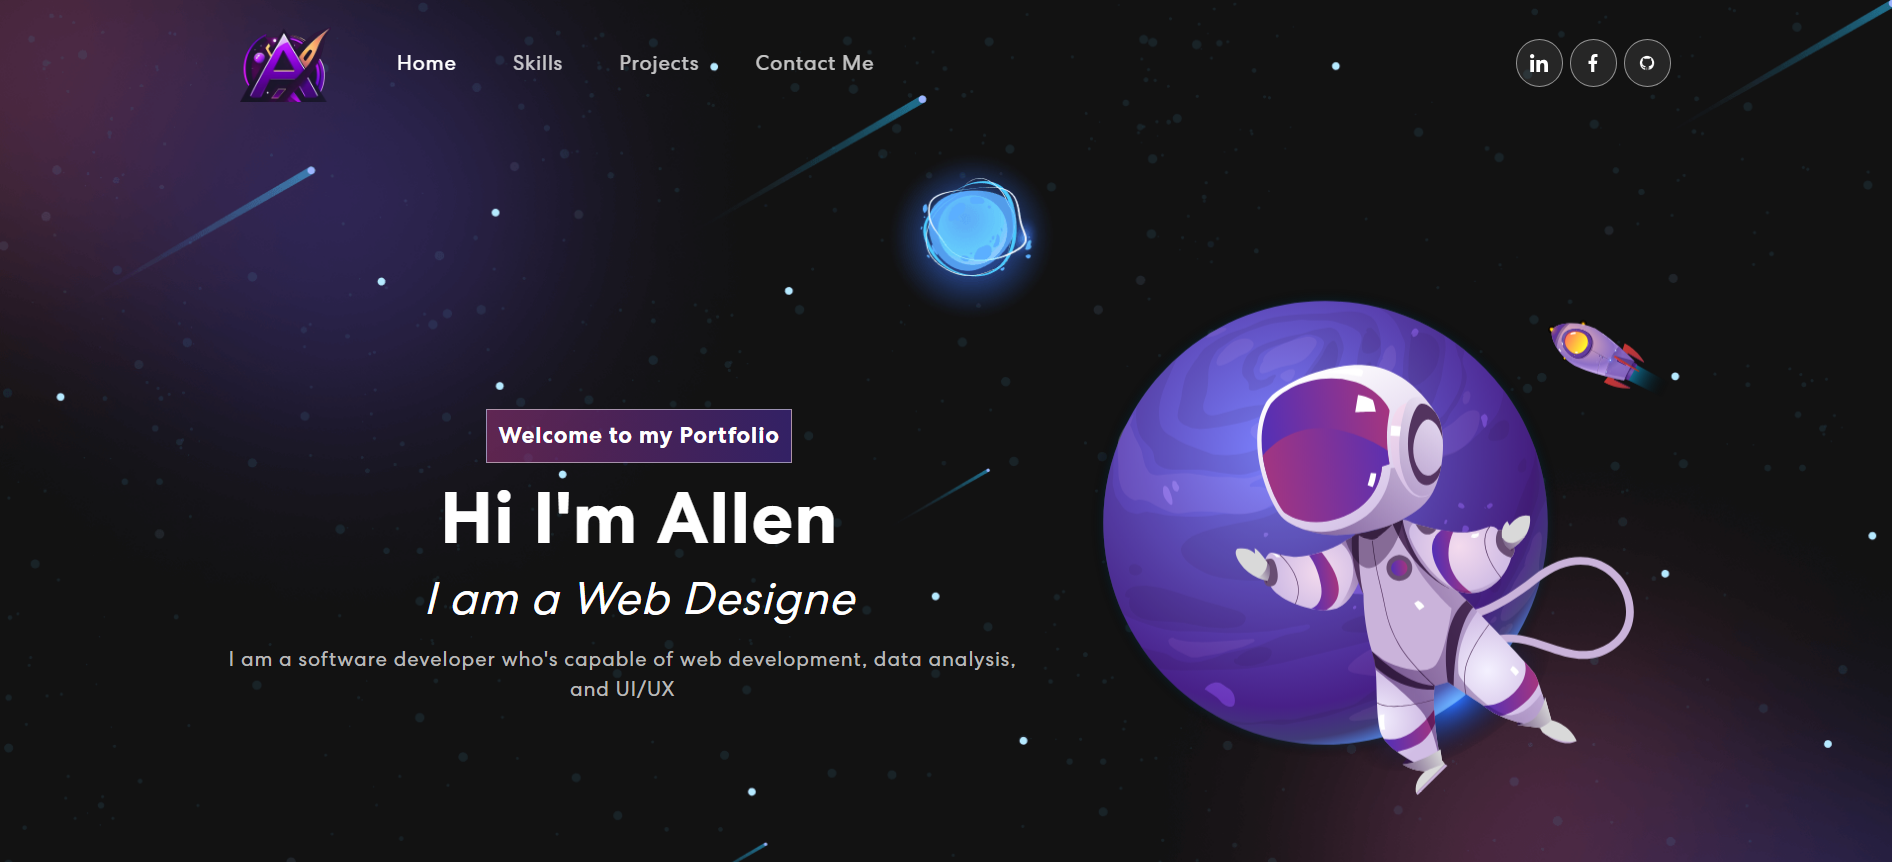 Home Skills Projects Contact Me
Welcome to my Portfolio
Hi I'm Allen
I am a Web Designe
I am a software developer who's capable of web development, data analysis,
and UI/UX